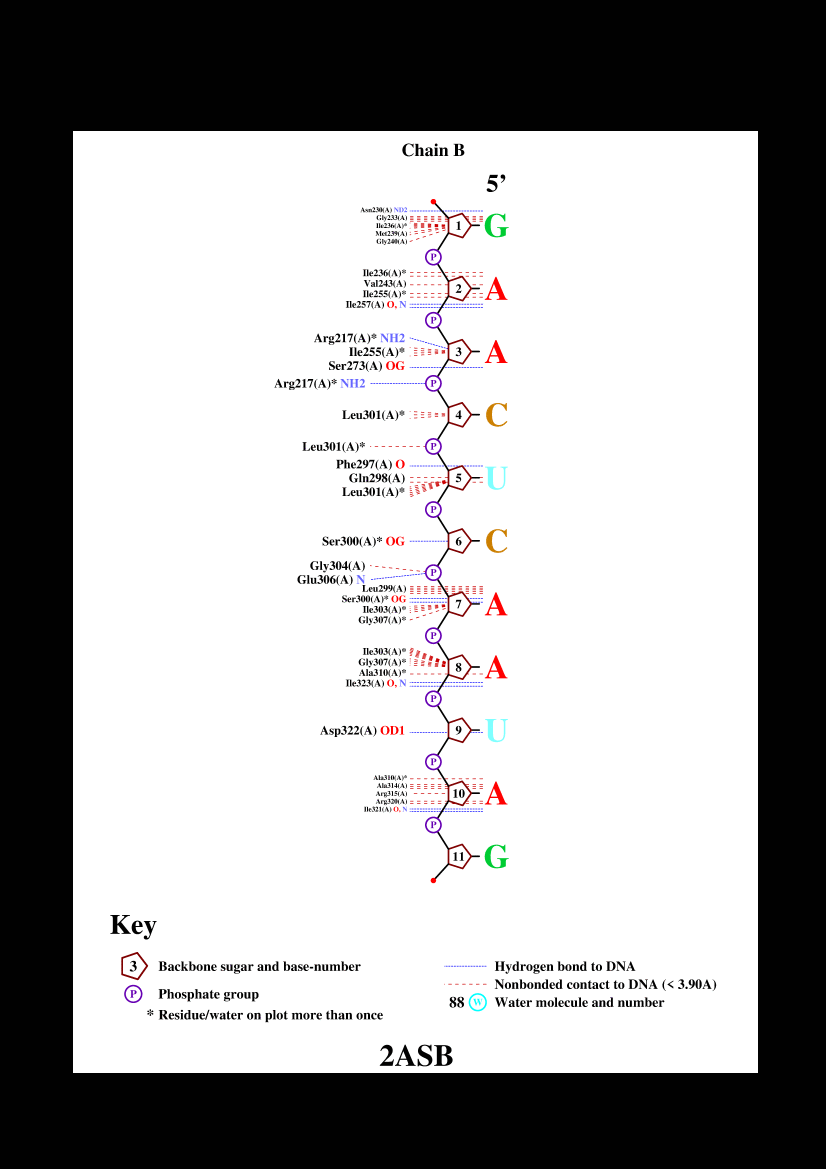 Chain B
5’
Asn230(A) ND2
Gly233(A)
Ile236(A)*
Met239(A)
Gly240(A)
1 G
P
Ile236(A)*
Val243(A)
Ile255(A)*
Ile257(A) O, N
2 A
P
Arg217(A)* NH2
Ile255(A)*
Ser273(A) OG
3 A
Arg217(A)* NH2 P
Leu301(A)* 4 C
Leu301(A)* P
Phe297(A) O
Gln298(A)
Leu301(A)*
5 U
P
Ser300(A)* OG 6 C
Gly304(A)
Glu306(A) N
P
Leu299(A)
Ser300(A)* OG
Ile303(A)*
Gly307(A)*
7 A
P
Ile303(A)*
Gly307(A)*
Ala310(A)*
Ile323(A) O, N
8 A
P
Asp322(A) OD1 9 U
P
Ala310(A)*
Ala314(A)
Arg315(A)
Arg320(A)
Ile321(A) O, N
10 A
P
11 G
Key
3 Backbone sugar and base-number
P Phosphate group
* Residue/water on plot more than once
Hydrogen bond to DNA
Nonbonded contact to DNA (< 3.90A)
88 W Water molecule and number
2ASB